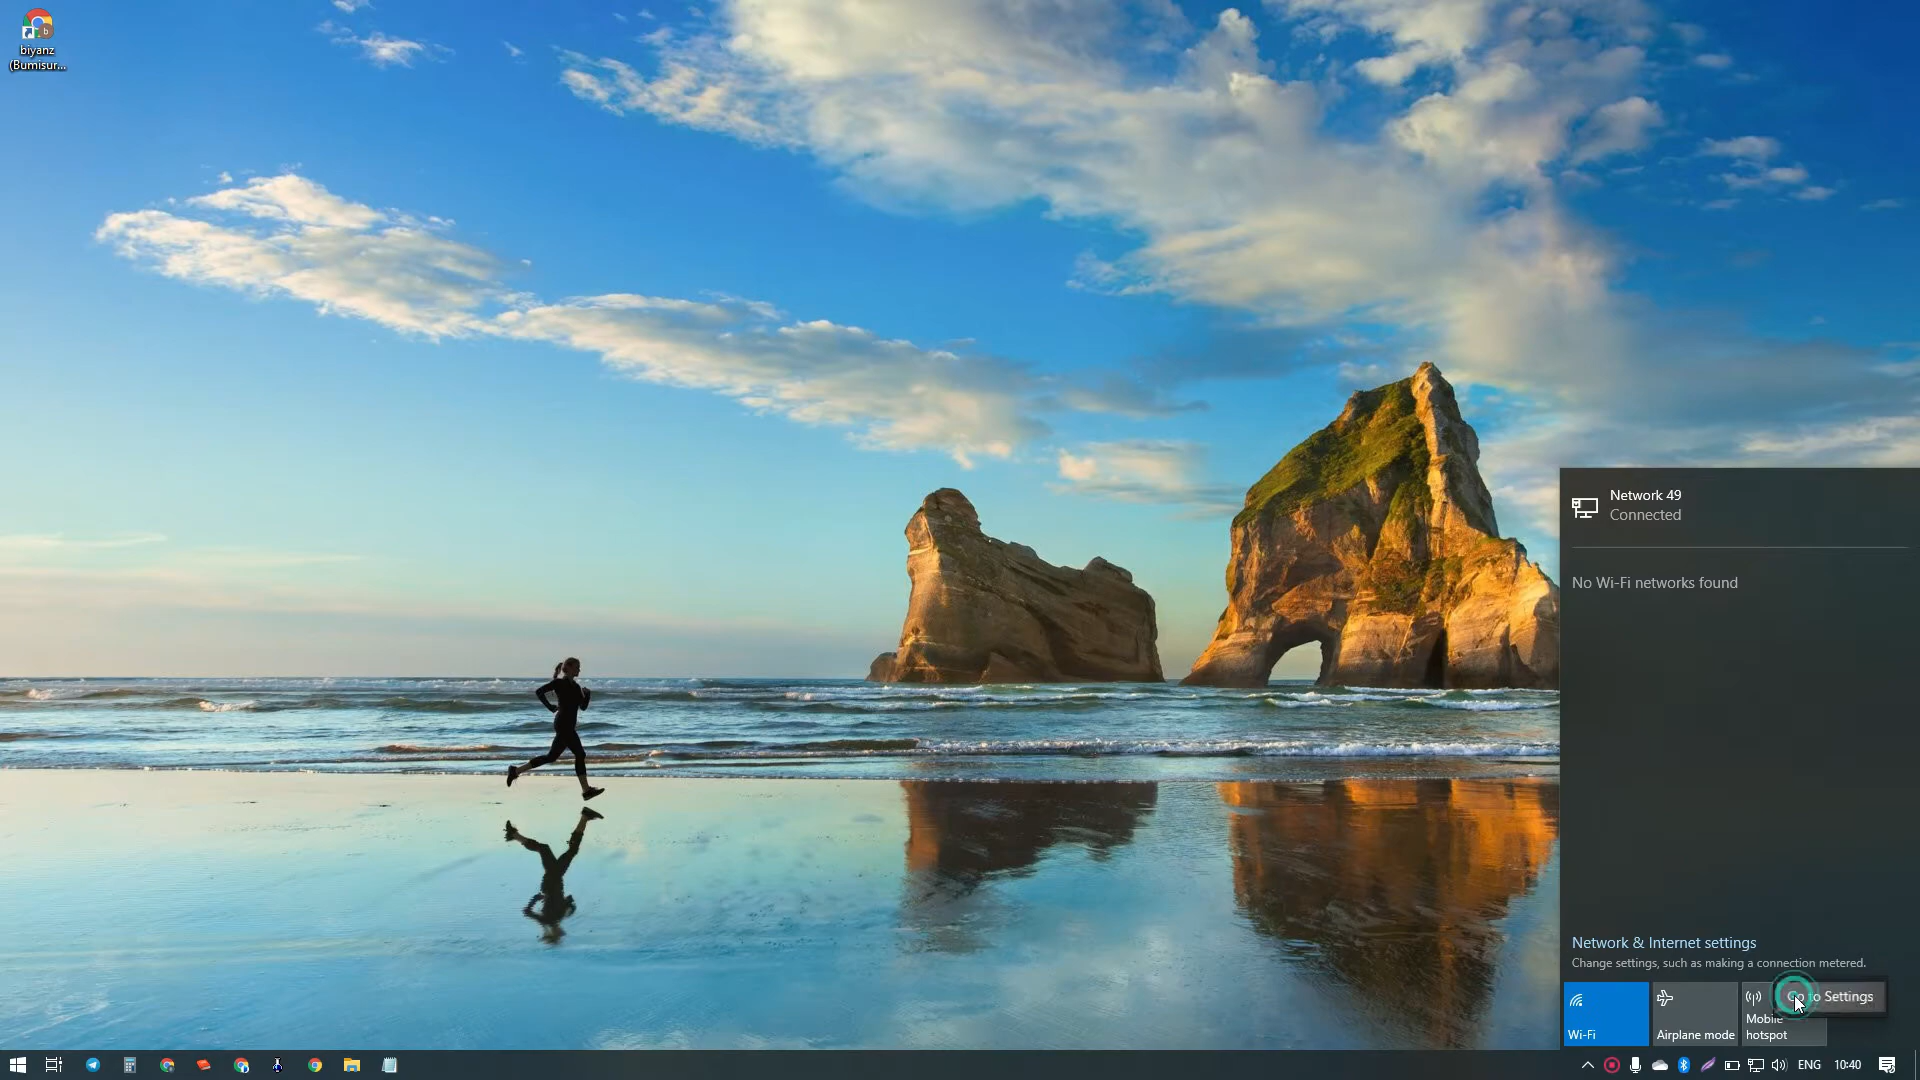 biyanz
(Bumisur...
Network 49
Connected
No Wi-Fi networks found
Network & Internet settings
Change settings, such as making a connection metered.
Go to Settings
Wi-Fi
Airplane mode
Mobile
hotspot
ENG
10:40